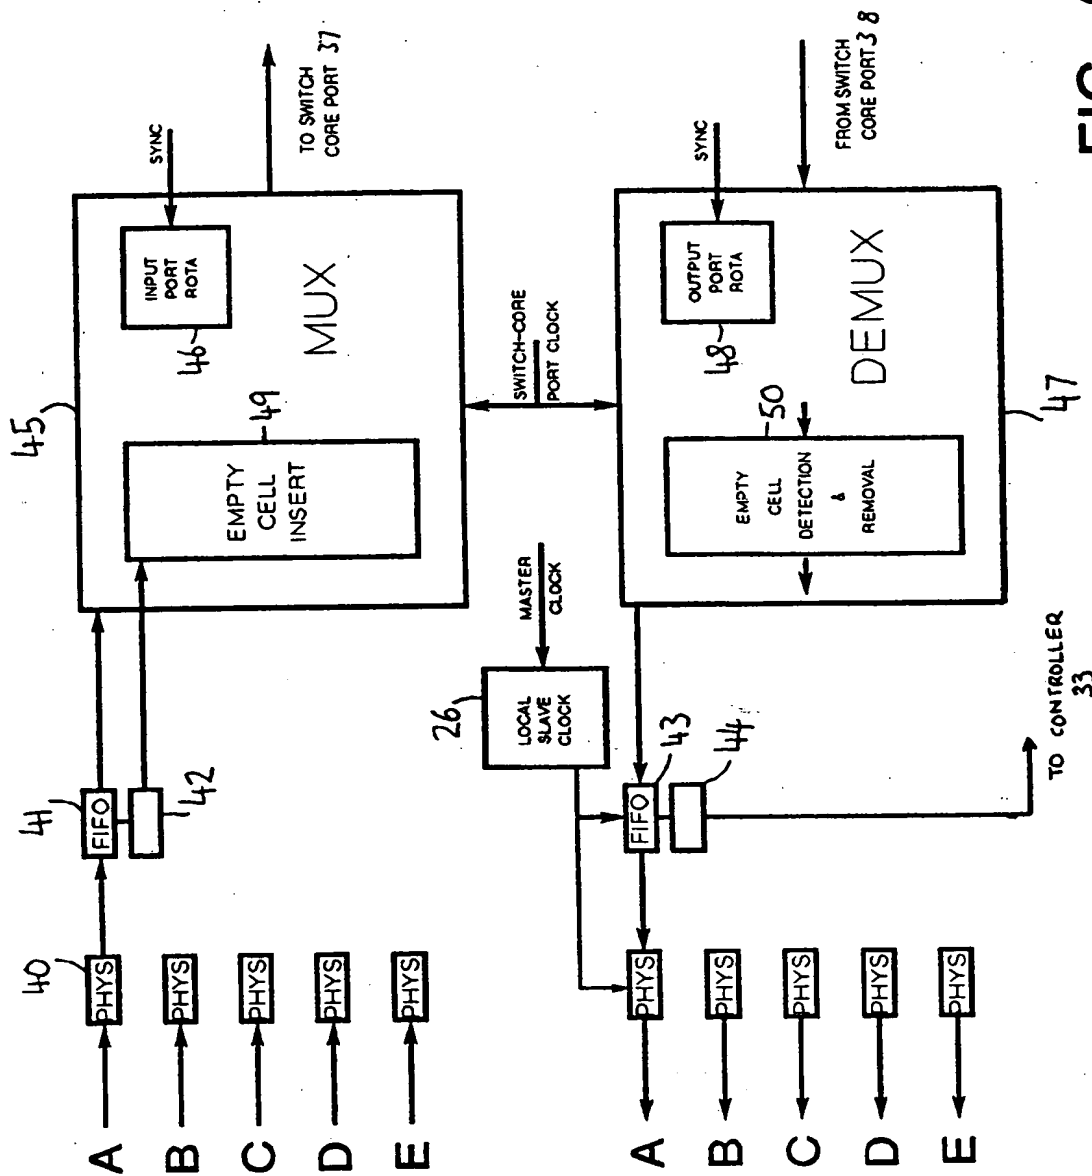 45
INPUT
PORT
ROTA
SYNC
46
MUX
TO SWITCH
CORE PORT 37
49
EMPTY
CELL
INSERT
41
FIFO
42
40
PHYS
PHYS
PHYS
PHYS
PHYS
A
B
C
D
E
SWITCH-CORE
PORT CLOCK
MASTER
CLOCK
26
LOCAL
SLAVE
CLOCK
OUTPUT
PORT
ROTA
SYNC
48
DEMUX
FROM SWITCH
CORE PORT 38
50
EMPTY
CELL
DETECTION
&
REMOVAL
47
43
FIFO
44
TO CONTROLLER
33
PHYS
PHYS
PHYS
PHYS
PHYS
A
B
C
D
E
FIG